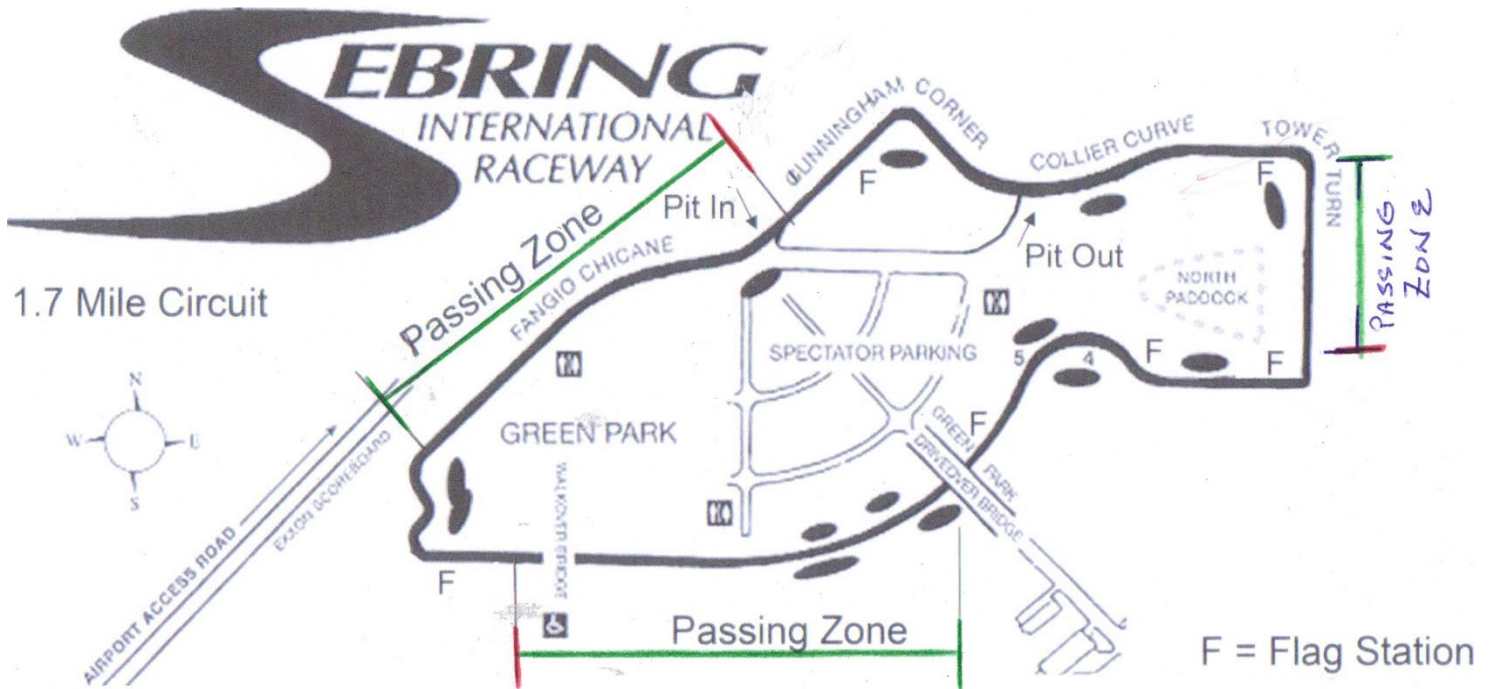 SEBRING
INTERNATIONAL
RACEWAY
CUNNINGHAM CORNER
COLLIER CURVE
TOWER TURN
F
F
Pit In
Pit Out
PASSING
ZONE
Passing Zone
FANGIO CHICANE
1.7 Mile Circuit
NORTH
PADDOCK
SPECTATOR PARKING
5
4
F
F
N
W
E
S
GREEN PARK
F
GREEN PARK
DRIVEOVER BRIDGE
WALKOVER BRIDGE
AIRPORT ACCESS ROAD
EXXON SCOREBOARD
F
Passing Zone
F = Flag Station